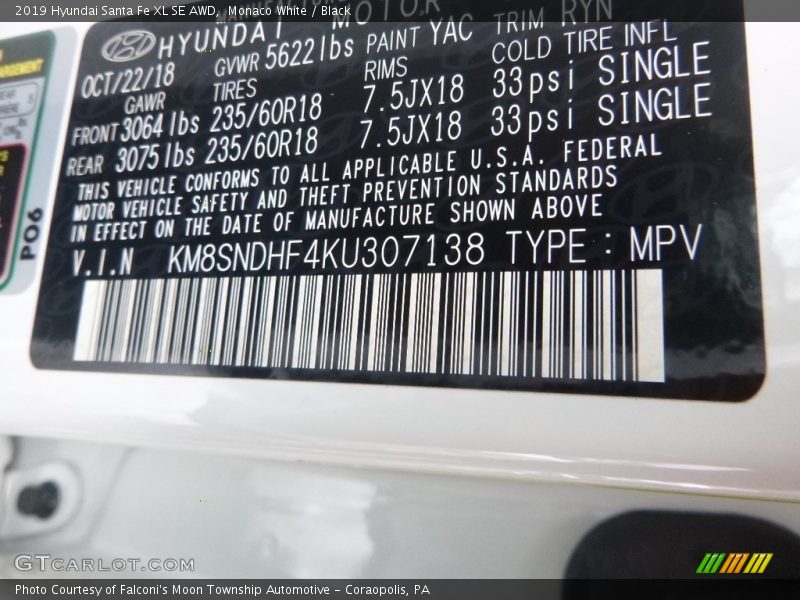 2019 Hyundai Santa Fe XL SE AWD,  Monaco White / Black
MOTOR
HYUNDAI
OCT/22/18 GVWR 5622lbs PAINT YAC TRIM RYN
GAWR TIRES RIMS COLD TIRE INFL
FRONT 3064lbs 235/60R18 7.5JX18 33psi SINGLE
REAR 3075lbs 235/60R18 7.5JX18 33psi SINGLE
THIS VEHICLE CONFORMS TO ALL APPLICABLE U.S.A. FEDERAL
MOTOR VEHICLE SAFETY AND THEFT PREVENTION STANDARDS
IN EFFECT ON THE DATE OF MANUFACTURE SHOWN ABOVE
V.I.N KM8SNDHF4KU307138 TYPE : MPV
PO6
GTCARLOT.COM
Photo Courtesy of Falconi's Moon Township Automotive - Coraopolis, PA